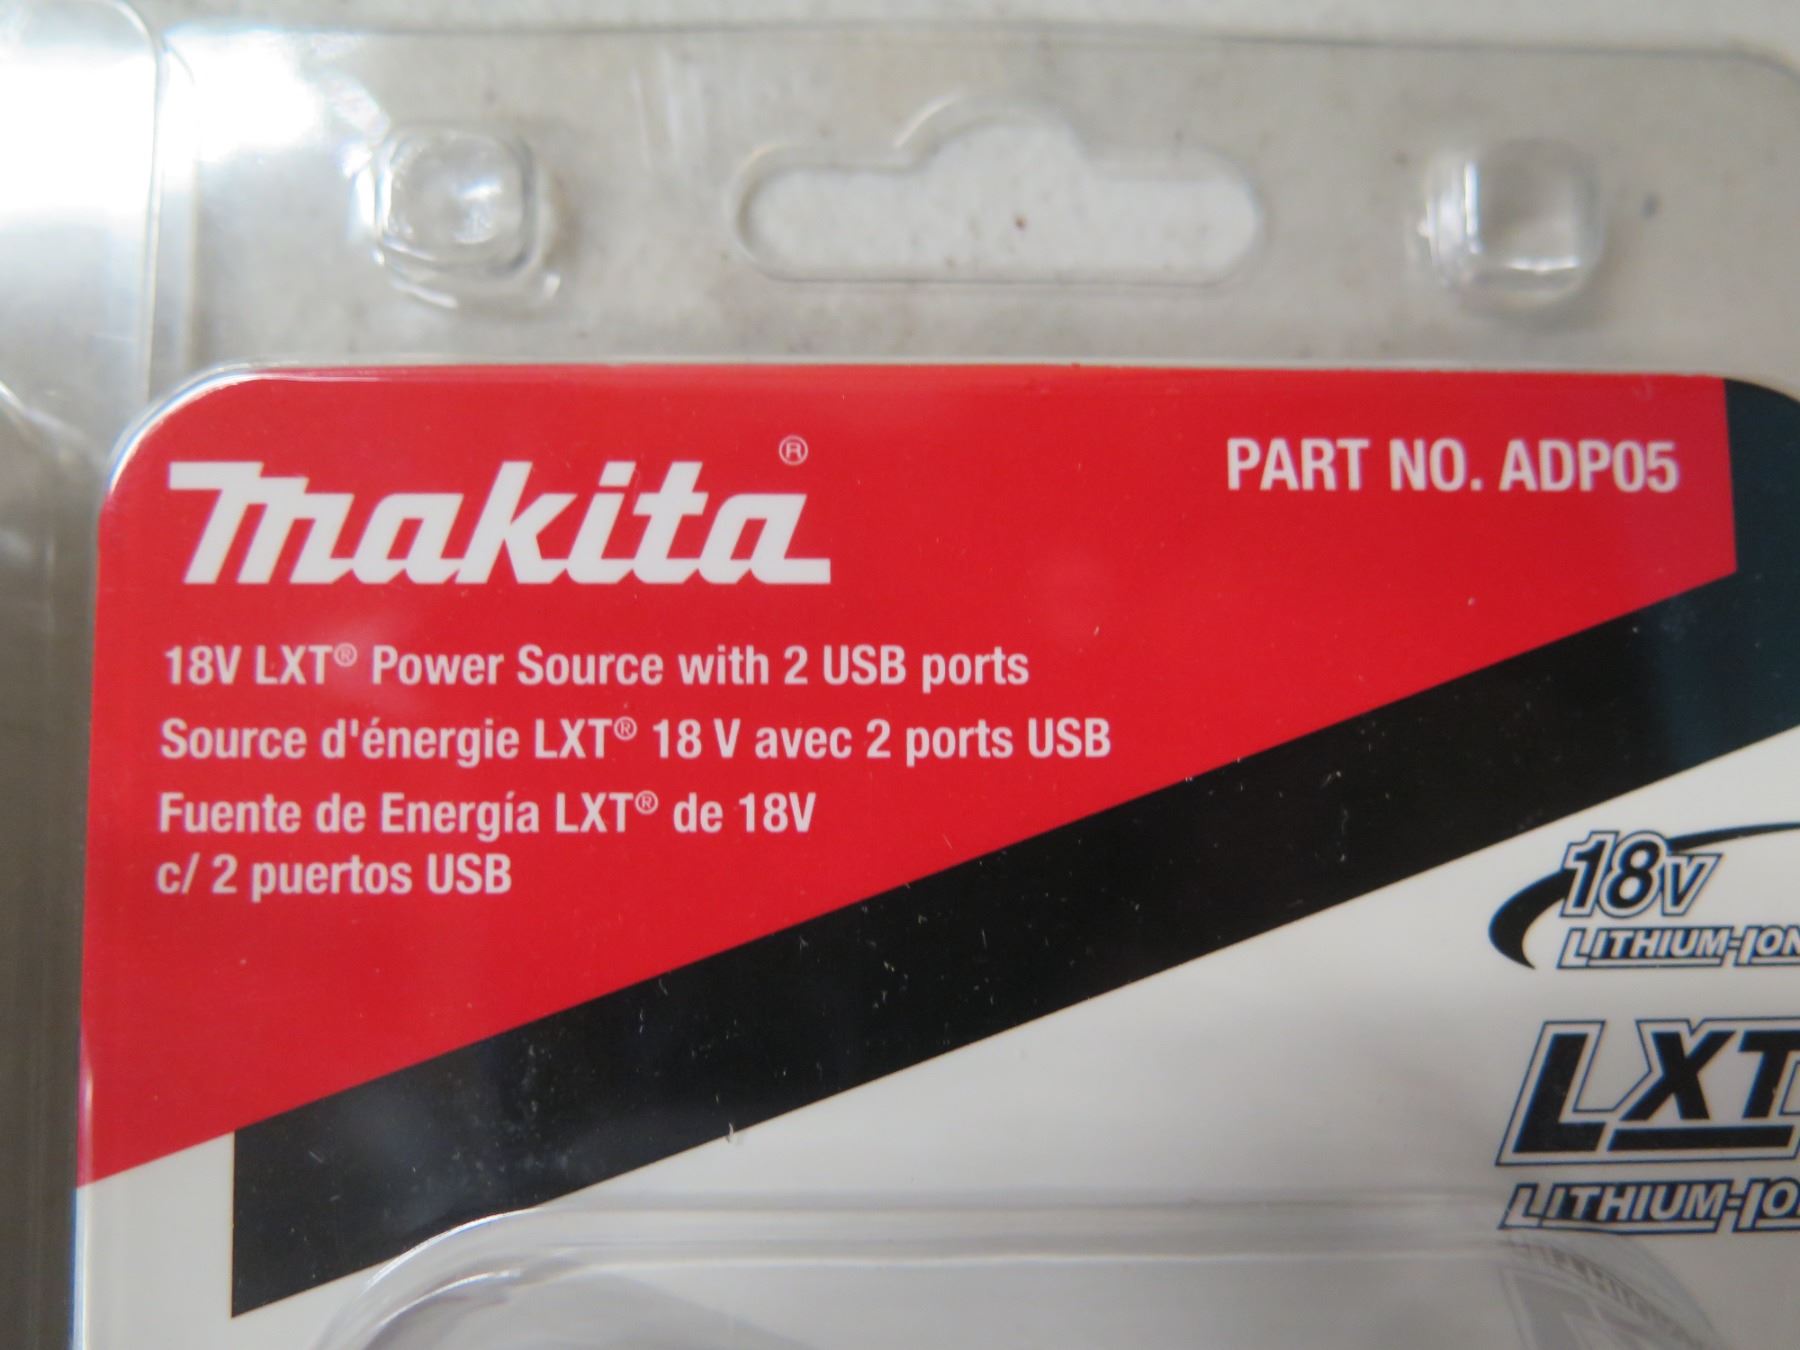 makita®
PART NO. ADP05
18V LXT® Power Source with 2 USB ports
Source d'énergie LXT® 18 V avec 2 ports USB
Fuente de Energía LXT® de 18V
c/ 2 puertos USB
18V
LITHIUM-ION
LXT
LITHIUM-IO